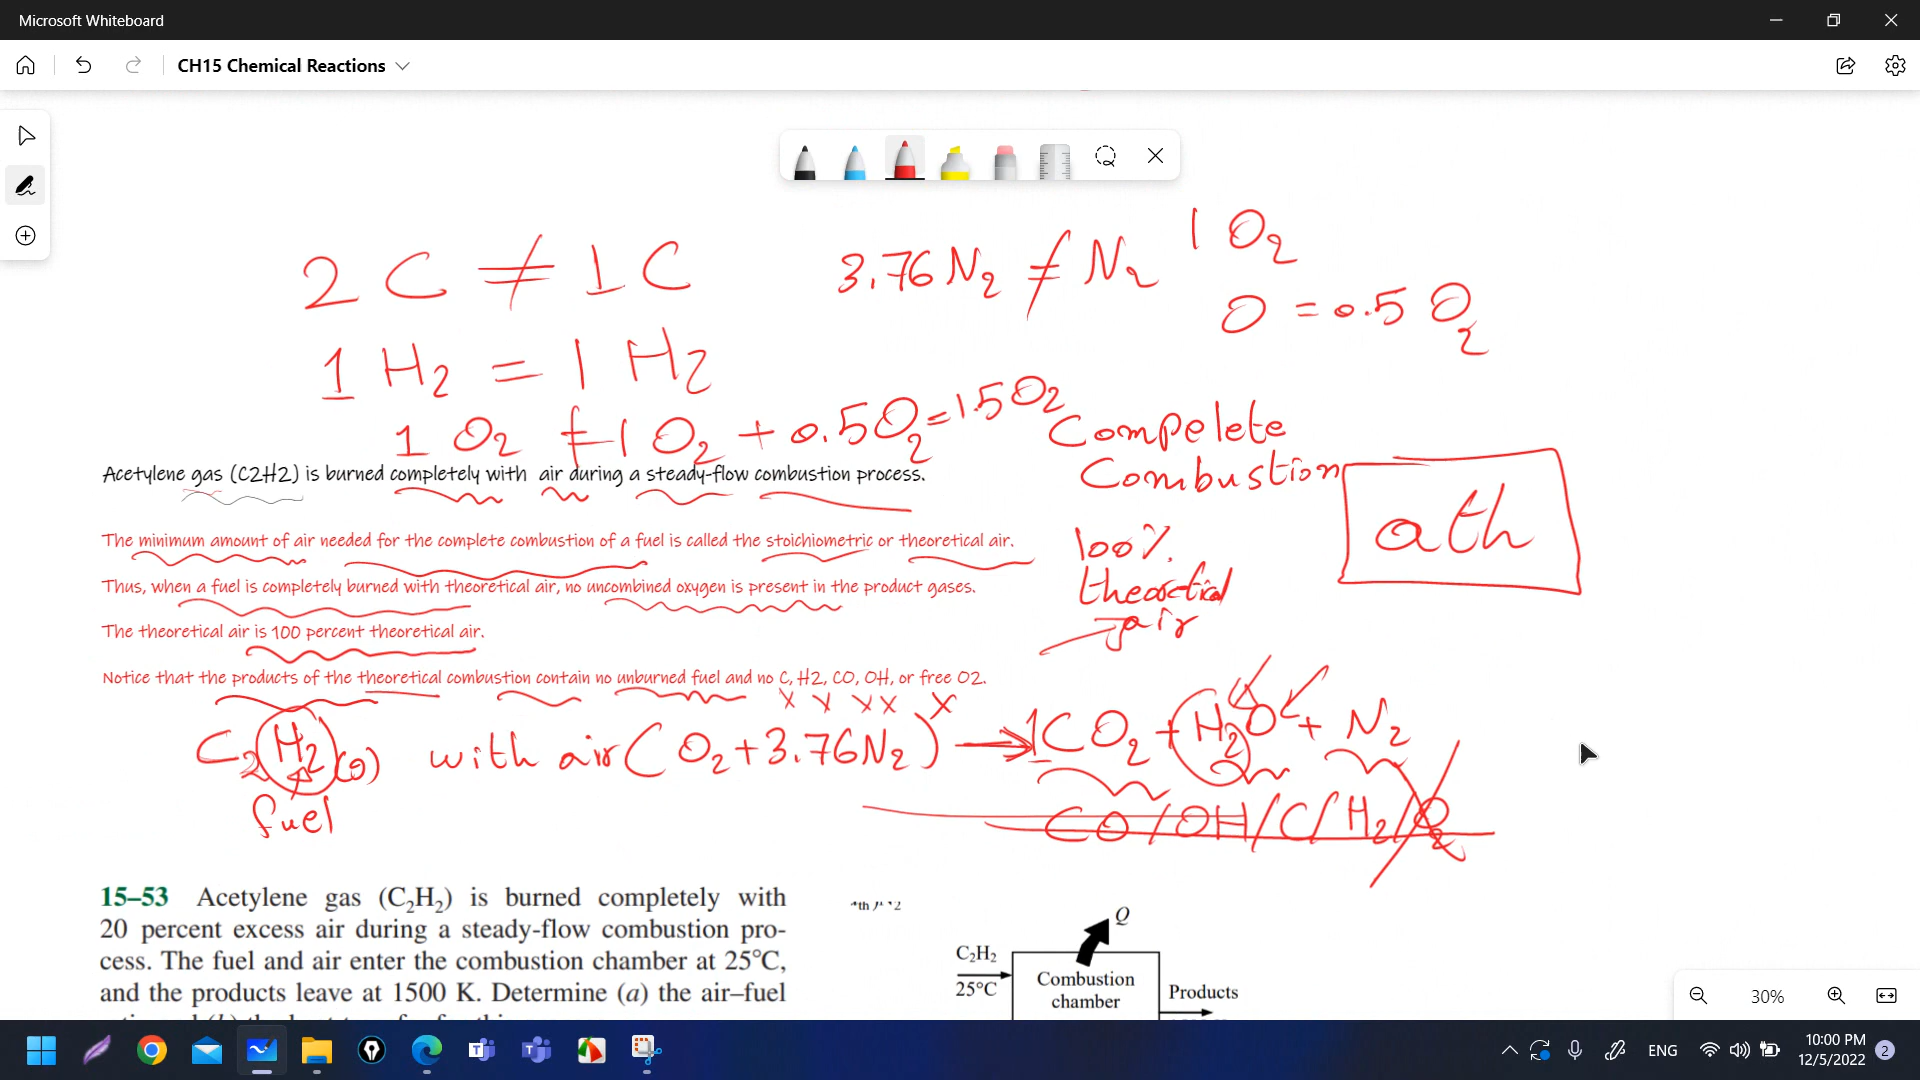 Microsoft Whiteboard
CH15 Chemical Reactions
2 C ≠ 1 C
3.76 N2 ≠ N2
1 O2
O = 0.5 O2
1 H2 = 1 H2
1 O2 ≠ 1 O2 + 0.5 O2 = 1.5 O2
Compelete
Combustion
ath
Acetylene gas (C2H2) is burned completely with air during a steady-flow combustion process.
The minimum amount of air needed for the complete combustion of a fuel is called the stoichiometric or theoretical air.
100%
theoretical
air
Thus, when a fuel is completely burned with theoretical air, no uncombined oxygen is present in the product gases.
The theoretical air is 100 percent theoretical air.
Notice that the products of the theoretical combustion contain no unburned fuel and no C, H2, CO, OH, or free O2.
x x x x x
C2H2 (0) with air (O2 + 3.76 N2) → 1 CO2 + H2O + N2
fuel
CO / OH / C / H2 / O2
15–53 Acetylene gas (C2H2) is burned completely with
20 percent excess air during a steady-flow combustion pro-
cess. The fuel and air enter the combustion chamber at 25°C,
and the products leave at 1500 K. Determine (a) the air–fuel
Q
C2H2
25°C
Combustion
chamber
Products
30%
ENG
10:00 PM
12/5/2022
2